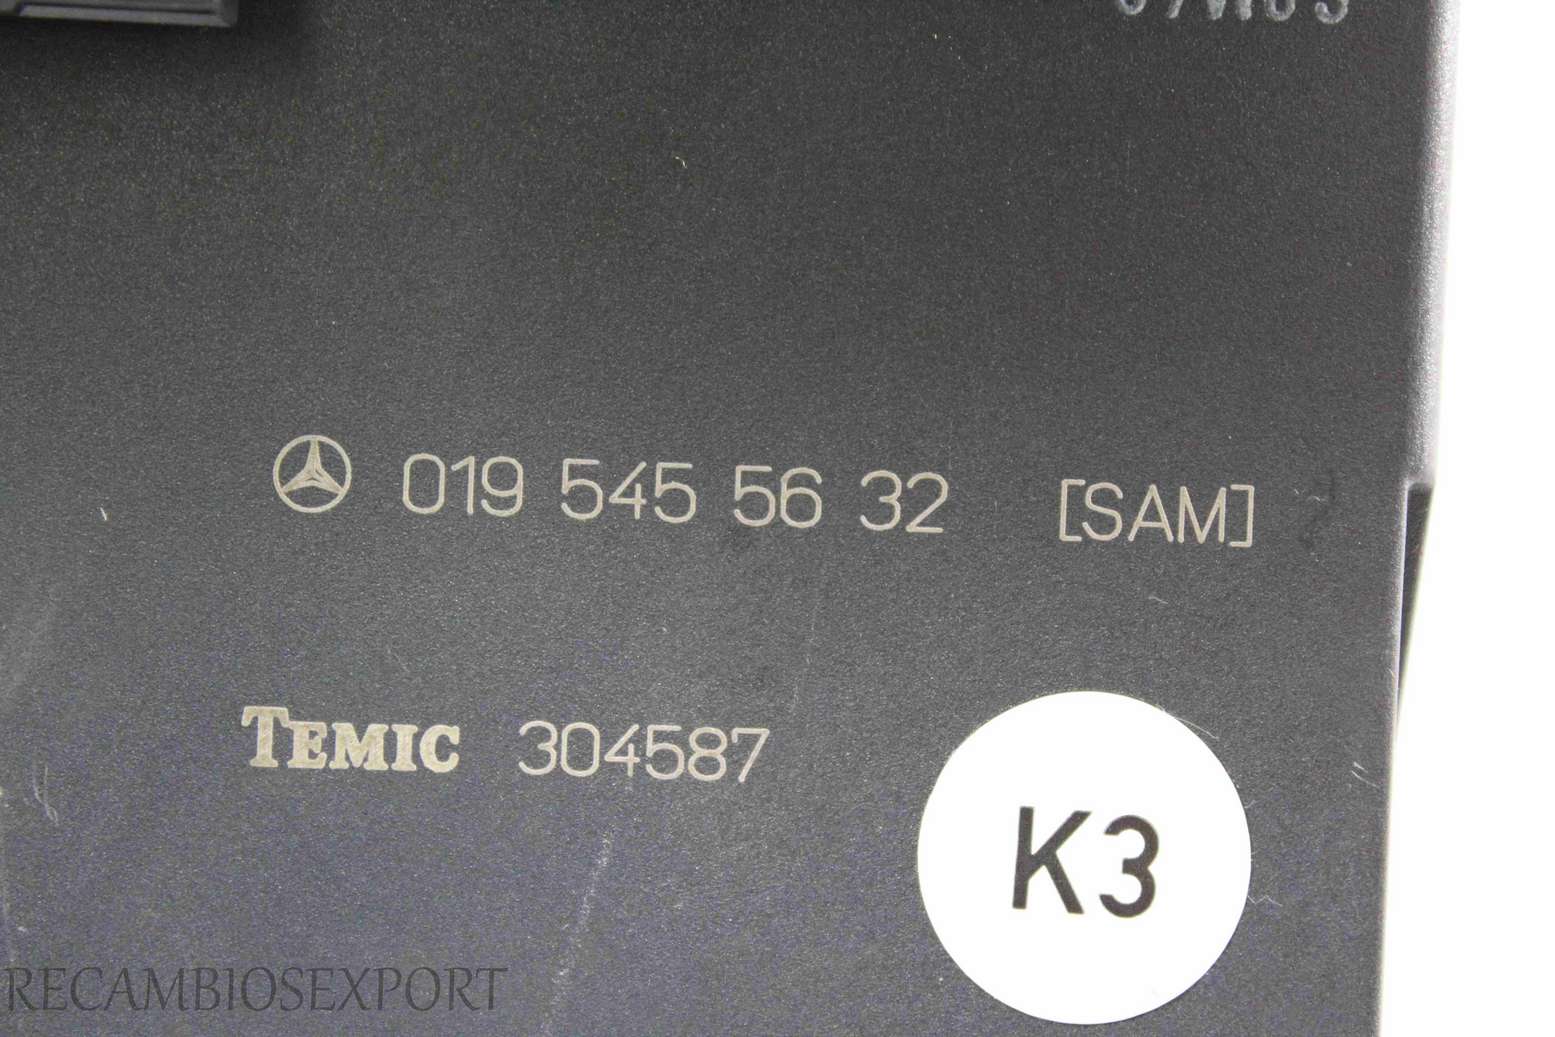 019 545 56 32 [SAM]
TEMIC 304587
K3
RECAMBIOSEXPORT